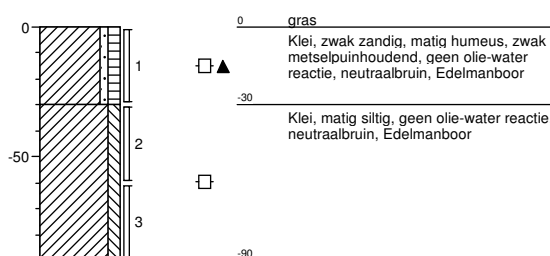 0
-50
1
2
3
0 gras
Klei, zwak zandig, matig humeus, zwak
metselpuinhoudend, geen olie-water
reactie, neutraalbruin, Edelmanboor
-30
Klei, matig siltig, geen olie-water reactie
neutraalbruin, Edelmanboor
-90